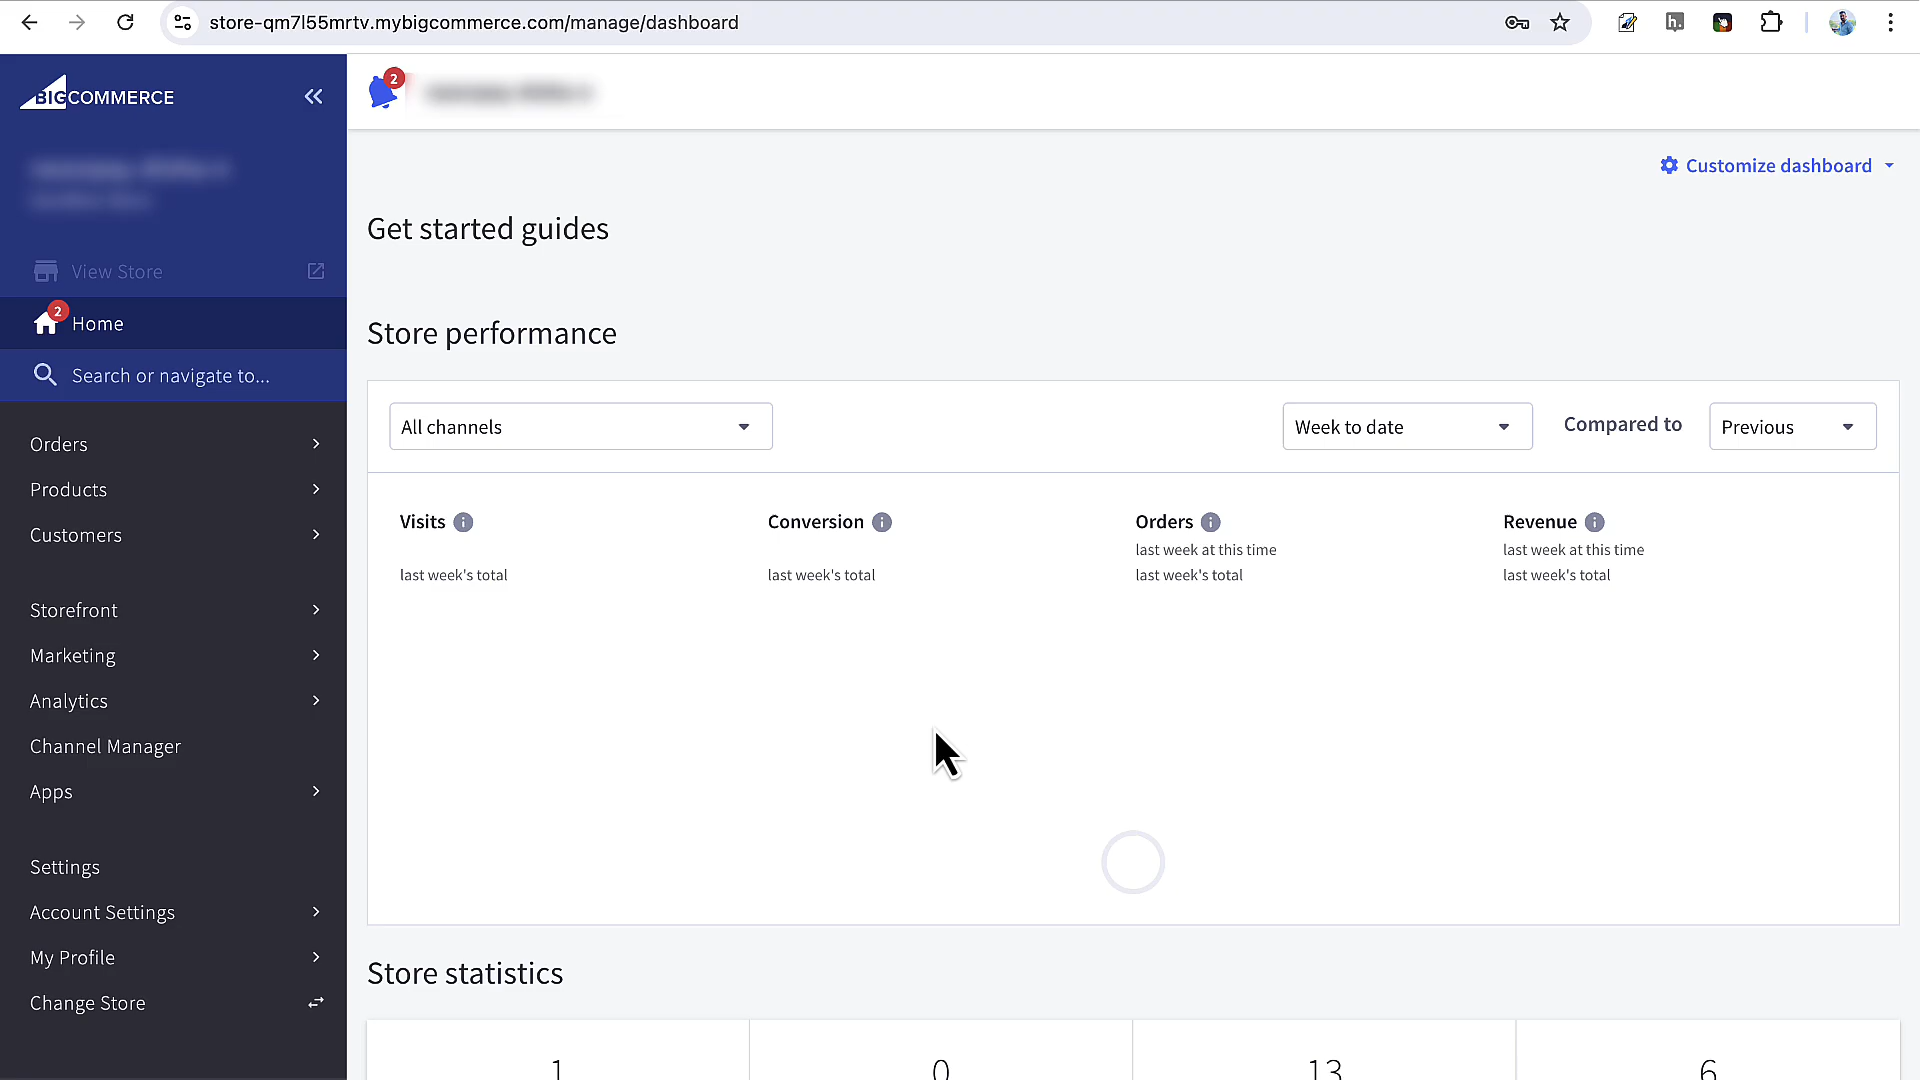 store-qm7l55mrtv.mybigcommerce.com/manage/dashboard
h.
BIGCOMMERCE
2
Customize dashboard
Get started guides
View Store
2
Home
Search or navigate to...
Store performance
All channels
Week to date
Compared to
Previous
Orders
Products
Customers
Storefront
Marketing
Analytics
Channel Manager
Apps
Settings
Account Settings
My Profile
Change Store
Visits
last week's total
Conversion
last week's total
Orders
last week at this time
last week's total
Revenue
last week at this time
last week's total
Store statistics
1
0
13
6